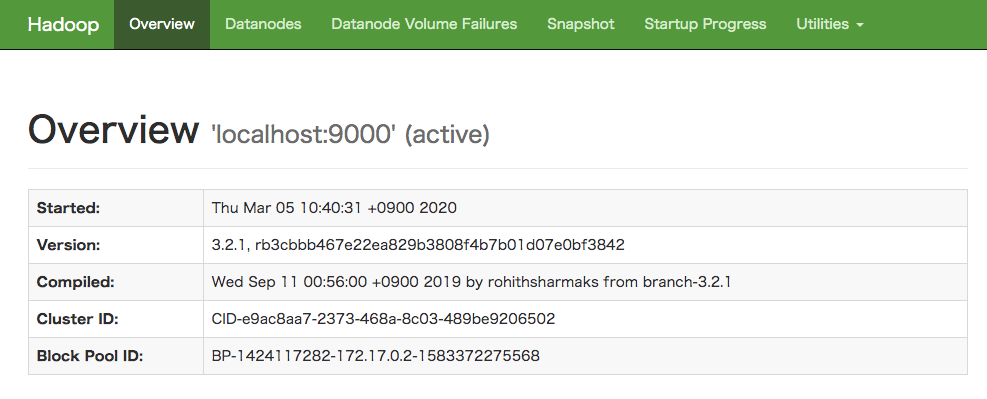 Hadoop Overview Datanodes Datanode Volume Failures Snapshot Startup Progress Utilities
Overview 'localhost:9000' (active)
Started: Thu Mar 05 10:40:31 +0900 2020
Version: 3.2.1, rb3cbbb467e22ea829b3808f4b7b01d07e0bf3842
Compiled: Wed Sep 11 00:56:00 +0900 2019 by rohithsharmaks from branch-3.2.1
Cluster ID: CID-e9ac8aa7-2373-468a-8c03-489be9206502
Block Pool ID: BP-1424117282-172.17.0.2-1583372275568